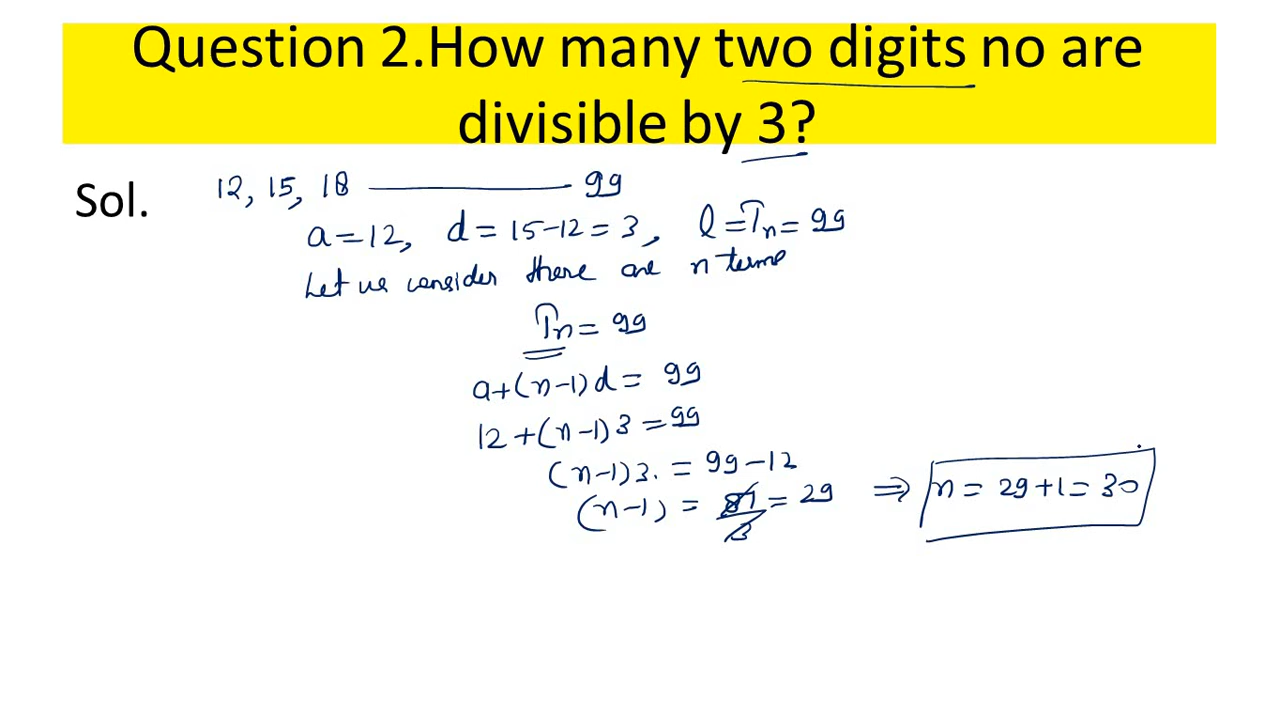 Question 2.How many two digits no are
divisible by 3?
Sol. 12, 15, 18 ——— 99
a=12, d= 15-12=3, l=Tn= 99
Let us consider there are n terms
Tn= 99
a+(n-1)d= 99
12+(n-1)3=99
(n-1)3. = 99-12
(n-1) = 87/3 = 29 ⇒ n= 29+1=30